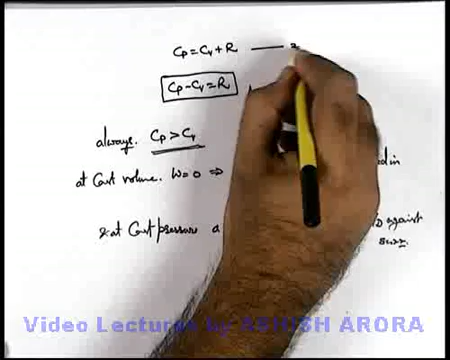 Cp = Cv + R
Cp - Cv = R
always. Cp > Cv
at Const volume. W=0 ⇒
& at Const pressure a against
surr.
Video Lectures by ASHISH ARORA